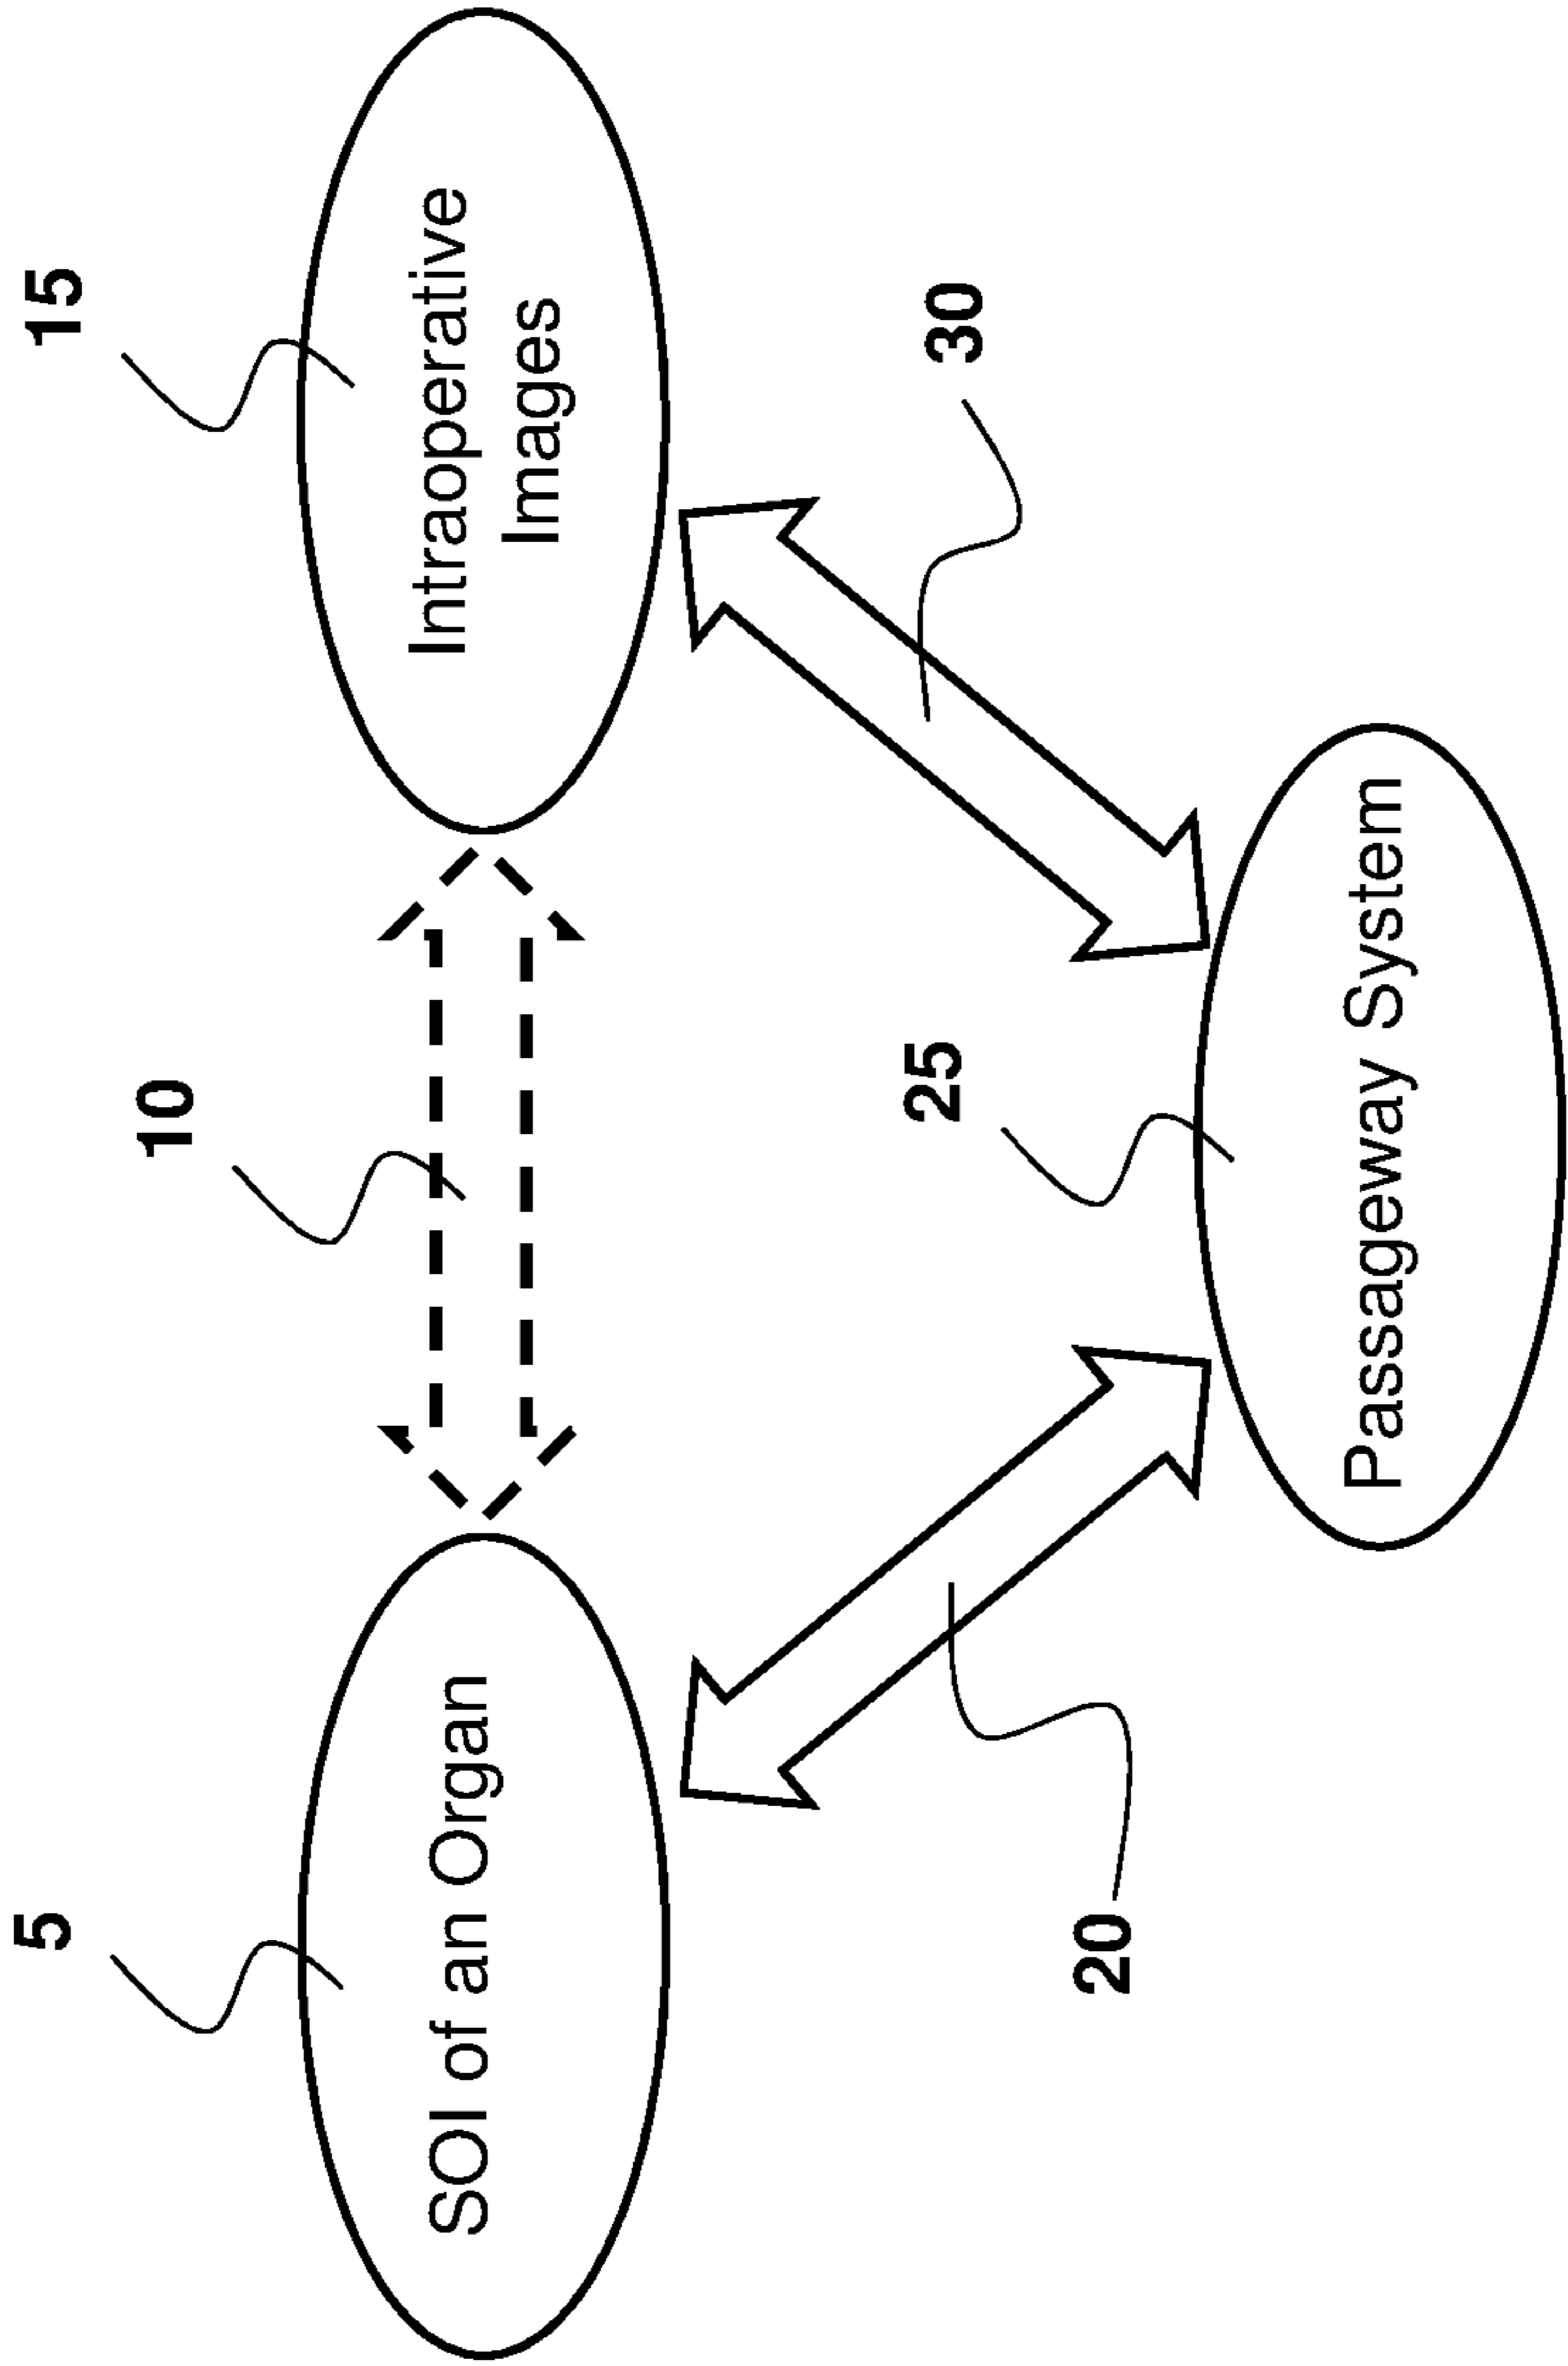 5
10
15
SOI of an Organ
Intraoperative
Images
20
25
30
Passageway System